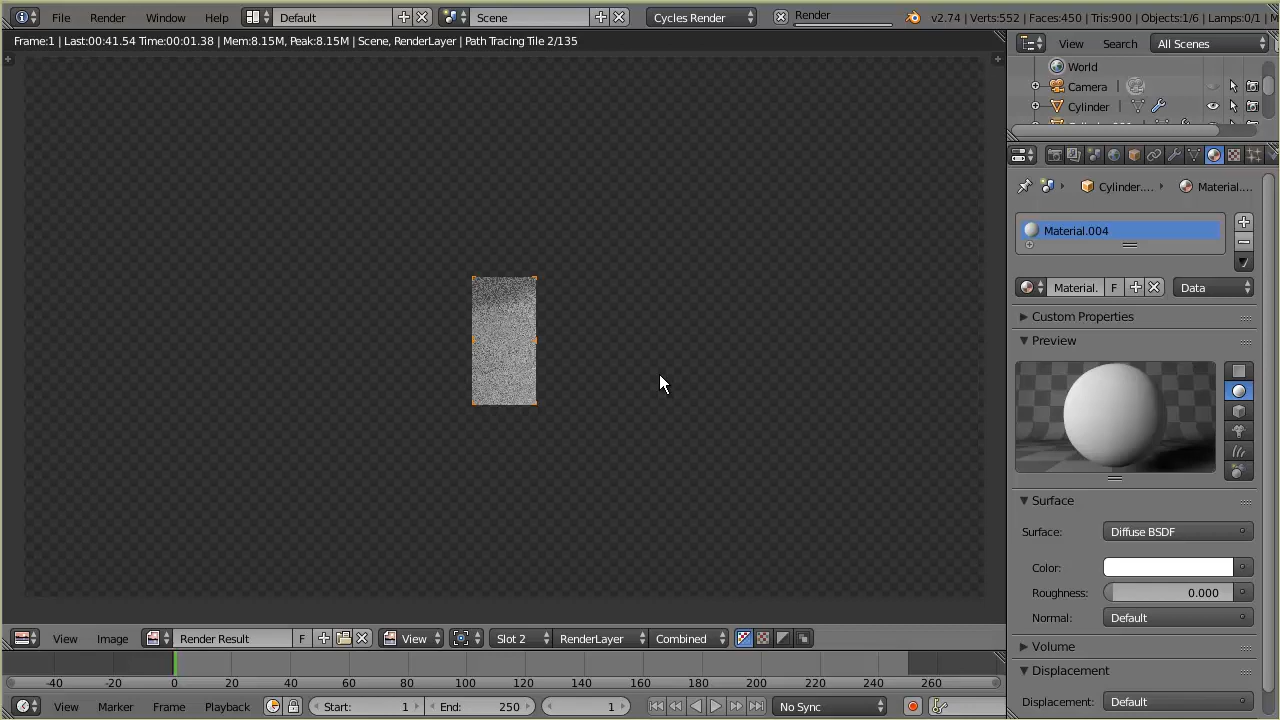 File Render Window Help Default Scene Cycles Render Render v2.74 | Verts:552 | Faces:450 | Tris:900 | Objects:1/6 | Lamps:0/1 |
Frame:1 | Last:00:41.54 Time:00:01.38 | Mem:8.15M, Peak:8.15M | Scene, RenderLayer | Path Tracing Tile 2/135
View Search All Scenes
World
Camera
Cylinder
Cylinder.... Material....
Material.004
Material. F Data
Custom Properties
Preview
Surface
Surface: Diffuse BSDF
Color:
Roughness: 0.000
Normal: Default
Volume
Displacement
Displacement: Default
View Image Render Result F View Slot 2 RenderLayer Combined
-40 -20 0 20 40 60 80 100 120 140 160 180 200 220 240 260
View Marker Frame Playback Start: 1 End: 250 1 No Sync